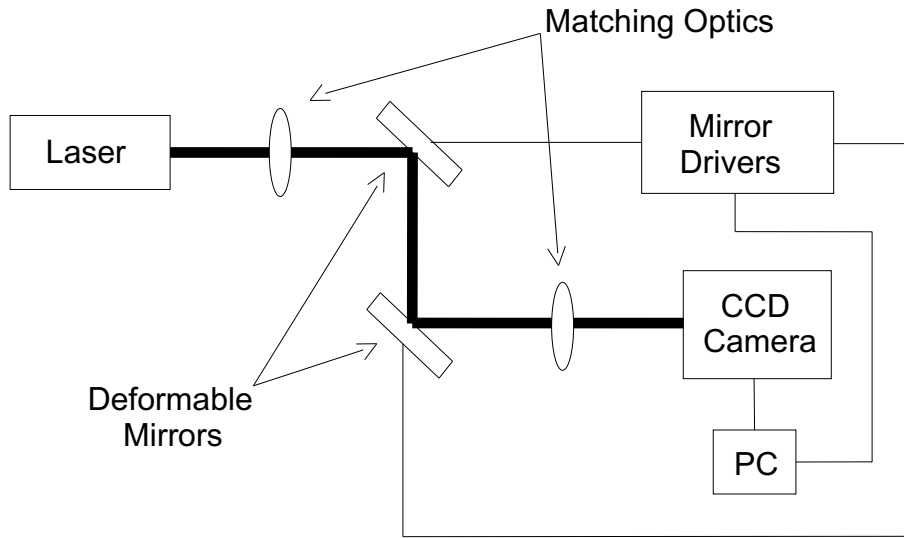 Matching Optics
Laser
Mirror
Drivers
CCD
Camera
Deformable
Mirrors
PC